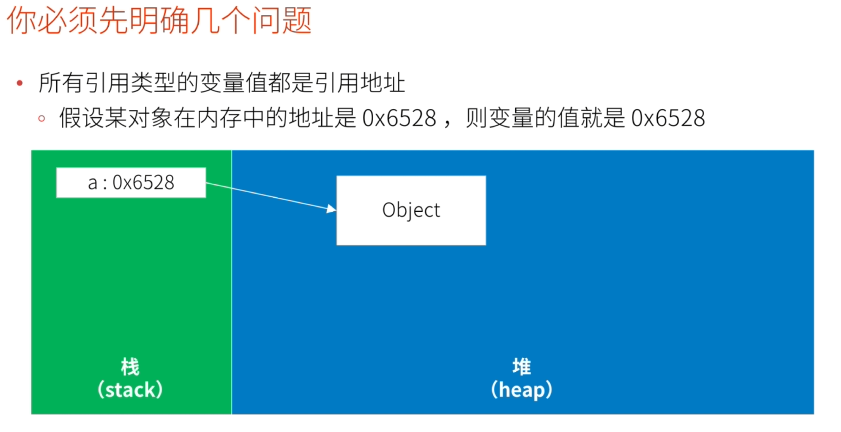 你必须先明确几个问题
• 所有引用类型的变量值都是引用地址
○ 假设某对象在内存中的地址是 0x6528 ，则变量的值就是 0x6528
a : 0x6528
Object
栈
（stack）
堆
（heap）